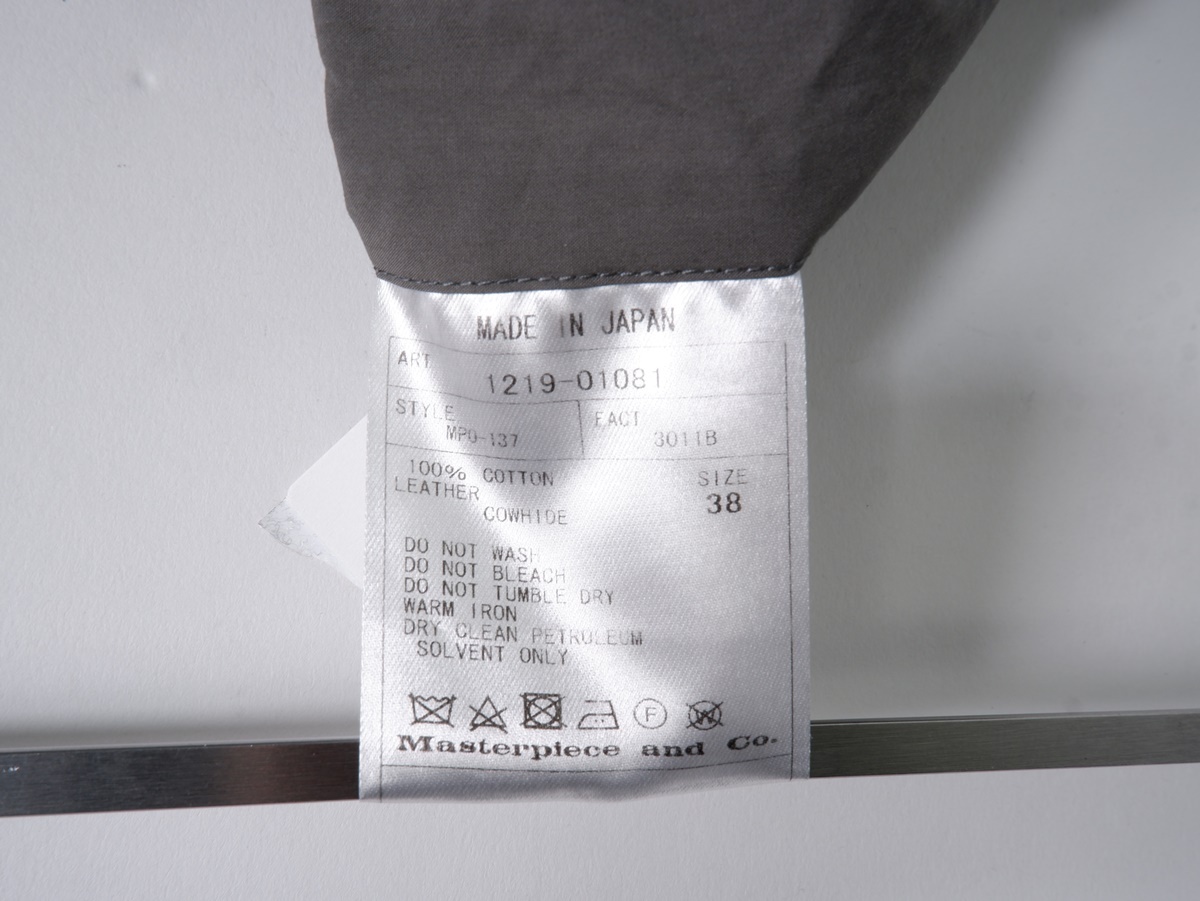 MADE IN JAPAN
ART
1219-01081
STYLE
MPO-137
FACT
3011B
100% COTTON
LEATHER
COWHIDE
SIZE
38
DO NOT WASH
DO NOT BLEACH
DO NOT TUMBLE DRY
WARM IRON
DRY CLEAN PETROLEUM
SOLVENT ONLY
F W
Masterpiece and Co.